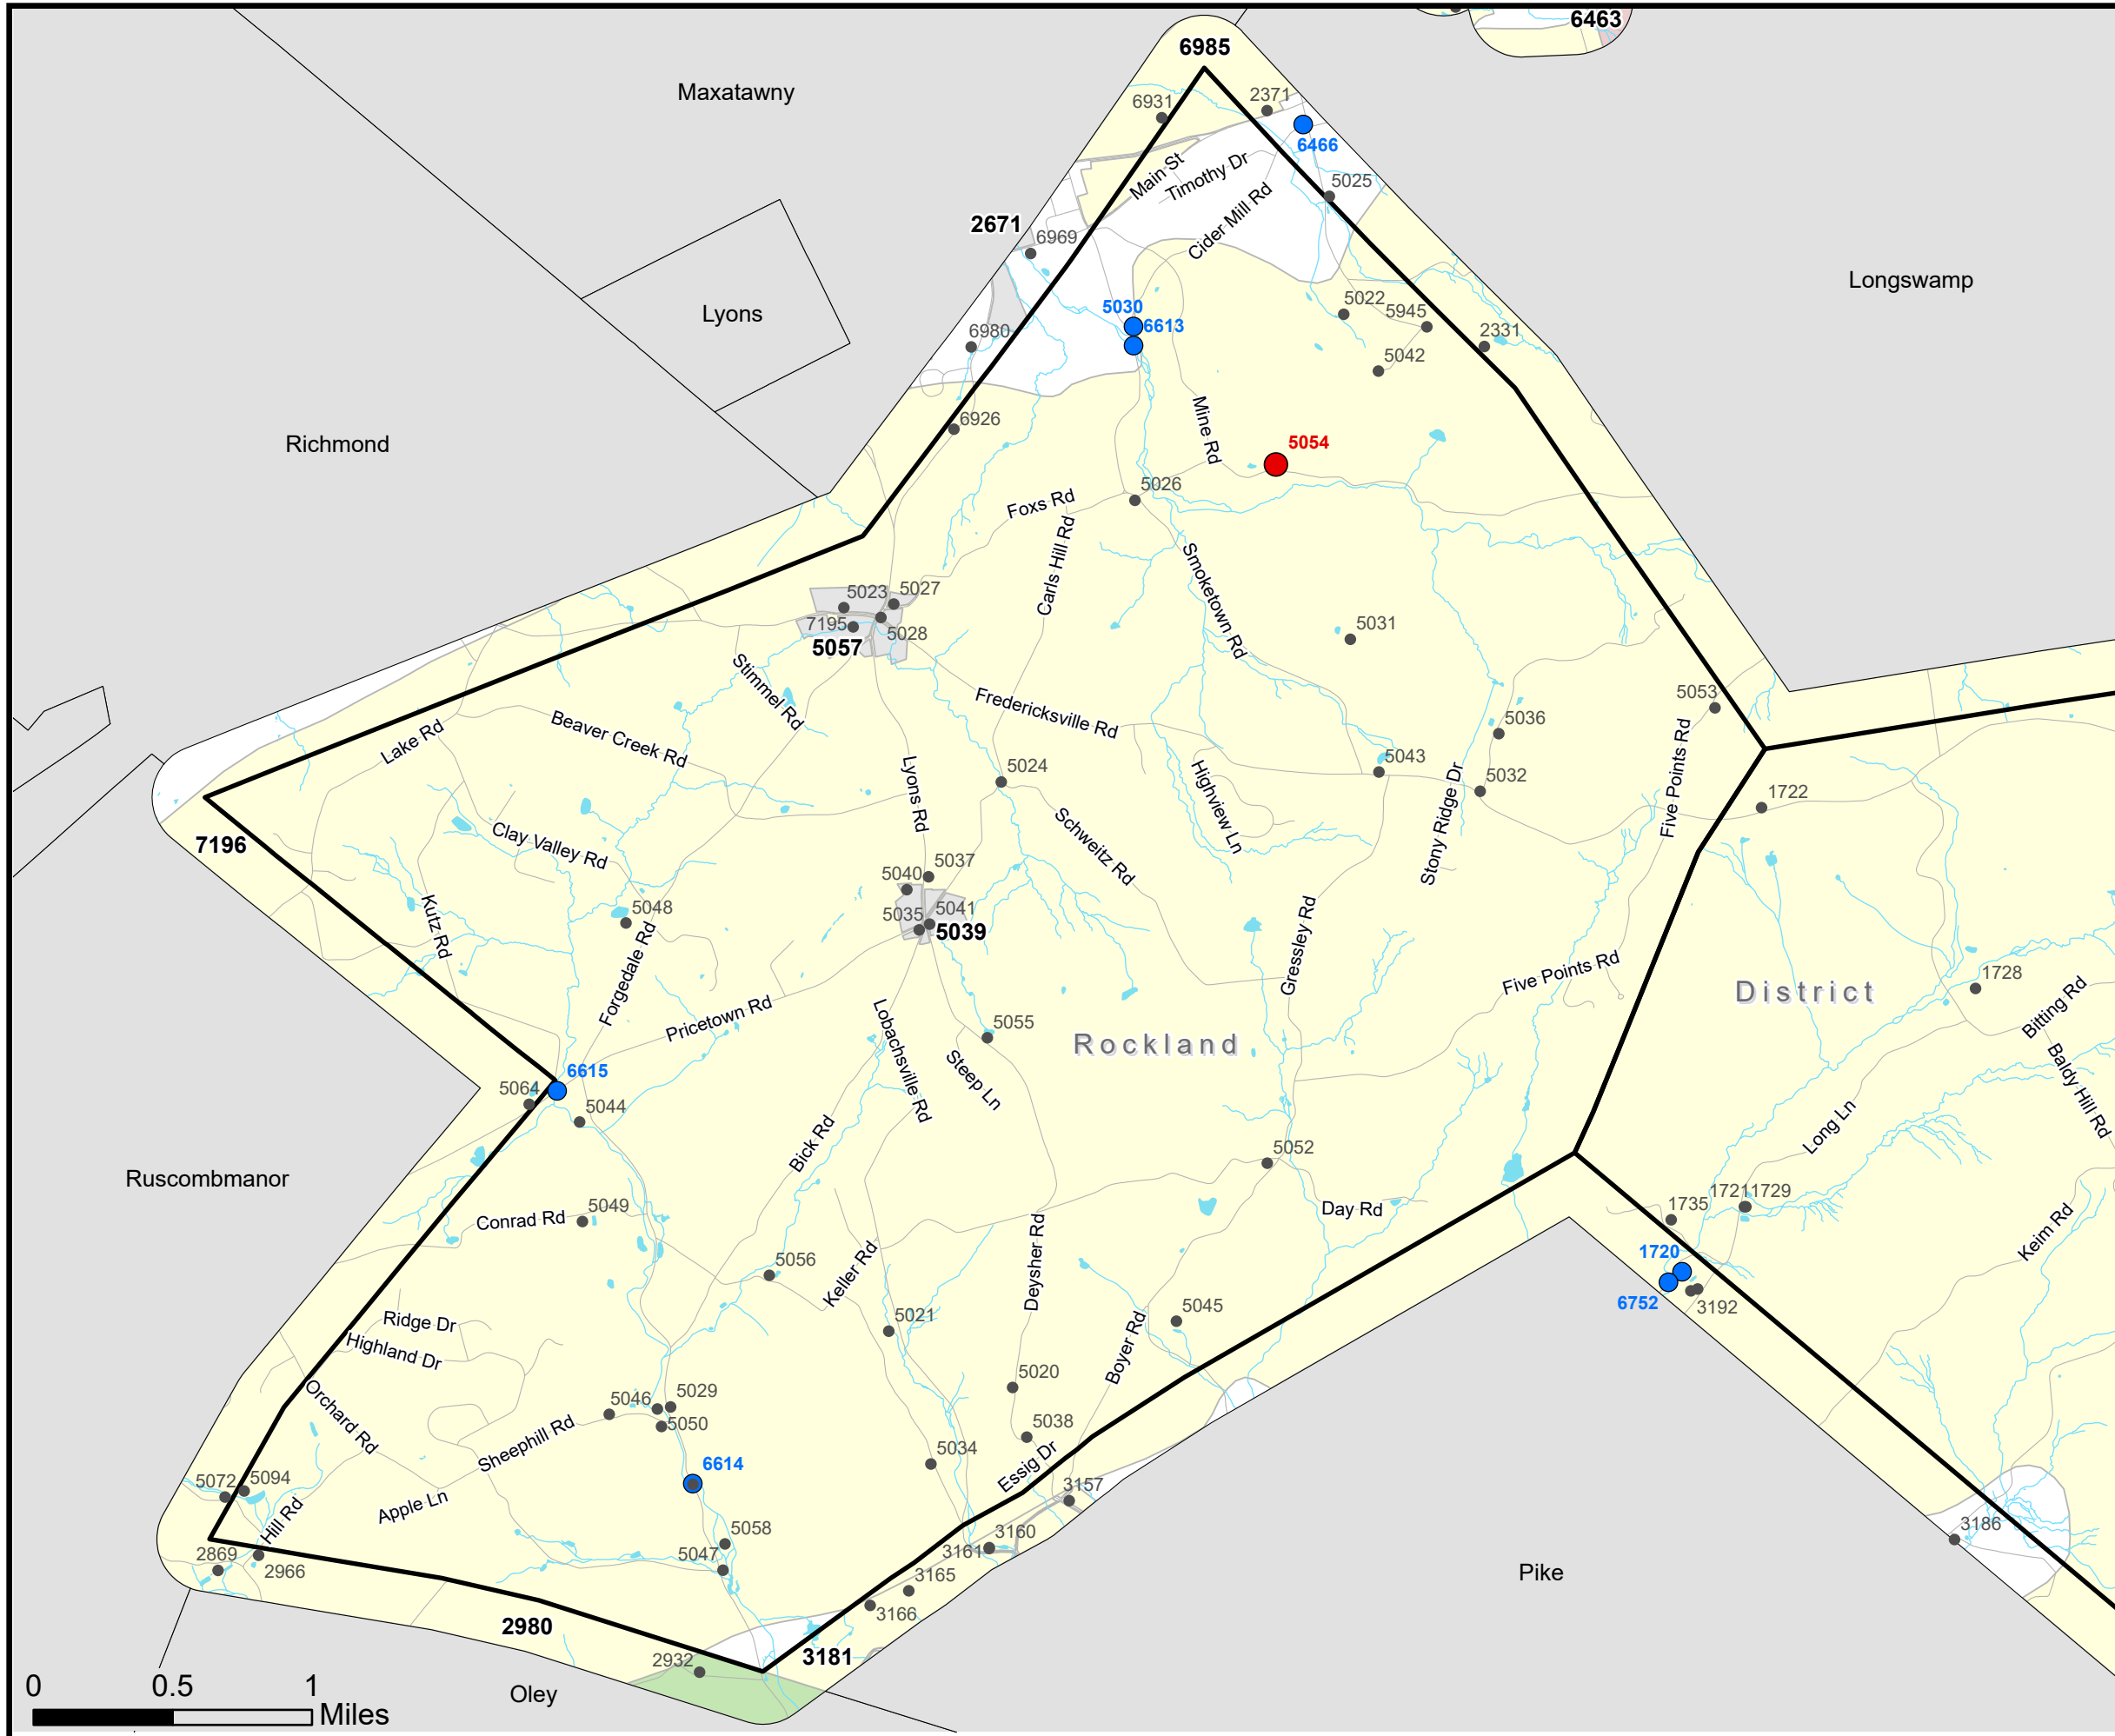 6463
6985
Maxatawny
6931
2371
6466
Main St
Timothy Dr
5025
Cider Mill Rd
2671
6969
Longswamp
Lyons
5030
6613
5022
5945
6980
2331
5042
Richmond
6926
Mine Rd
5054
5026
Foxs Rd
Carls Hill Rd
Smoketown Rd
5023
5027
7195
5028
5057
5031
Stimmel Rd
Fredericksville Rd
5053
5036
Lake Rd
Beaver Creek Rd
Lyons Rd
5024
5043
5032
Highview Ln
Stony Ridge Dr
Five Points Rd
1722
7196
Clay Valley Rd
Schweitz Rd
5037
5040
5048
5035
5041
5039
Kutz Rd
Forgedale Rd
Gressley Rd
Five Points Rd
1728
District
Bitting Rd
Pricetown Rd
Lobachsville Rd
5055
Rockland
Steep Ln
Baldy Hill Rd
6615
5064
5044
Bick Rd
Long Ln
Ruscombmanor
5052
5049
Conrad Rd
Day Rd
1721
1729
1735
Keim Rd
5056
Keller Rd
Deysher Rd
1720
6752
3192
5021
5045
Boyer Rd
Ridge Dr
Highland Dr
Orchard Rd
5020
5046
5029
5050
5038
Sheephill Rd
5034
Essig Dr
6614
5072
5094
3157
Apple Ln
Hill Rd
5058
3160
3161
3186
5047
2869
2966
3165
3166
Pike
2980
3181
2932
Oley
0 0.5 1
Miles